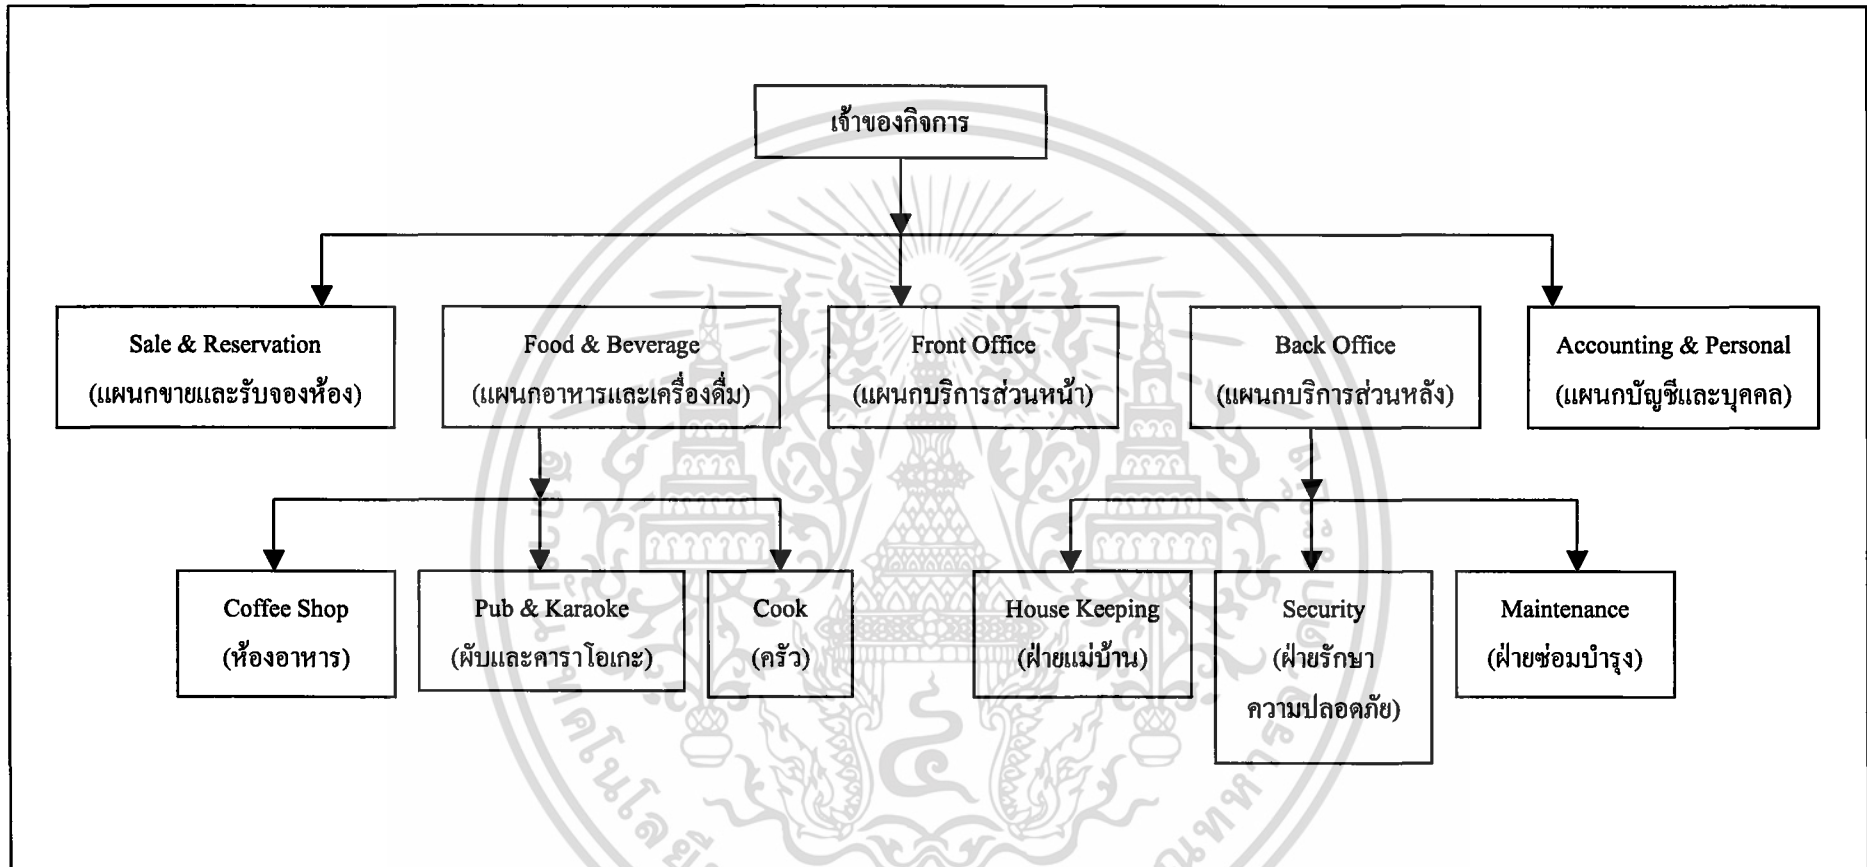 เจ้าของกิจการ
Sale & Reservation
(แผนกขายและรับจองห้อง)
Food & Beverage
(แผนกอาหารและเครื่องดื่ม)
Front Office
(แผนกบริการส่วนหน้า)
Back Office
(แผนกบริการส่วนหลัง)
Accounting & Personal
(แผนกบัญชีและบุคคล)
Coffee Shop
(ห้องอาหาร)
Pub & Karaoke
(ผับและคาราโอเกะ)
Cook
(ครัว)
House Keeping
(ฝ่ายแม่บ้าน)
Security
(ฝ่ายรักษา
ความปลอดภัย)
Maintenance
(ฝ่ายซ่อมบำรุง)